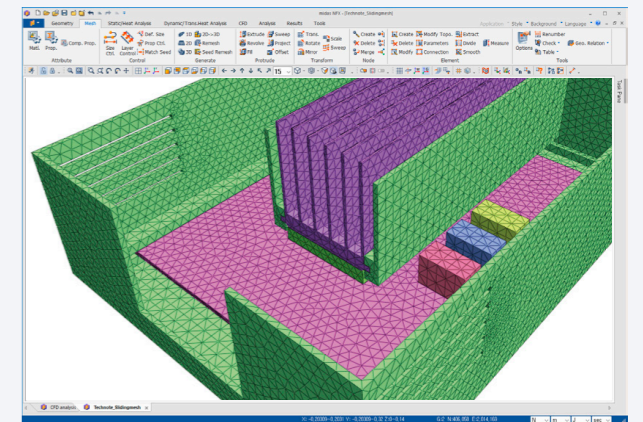 midas NFX - [Technote_Slidingmesh]
Geometry Mesh Static/Heat Analysis Dynamic/Trans.Heat Analysis CFD Analysis Results Tools Application Style Background Language
Matl. Prop. Comp. Prop. Size Ctrl. Layer Control Def. Size Prop Ctrl. Match Seed 1D 2D->3D 2D Remesh 3D Seed Remesh Extrude Sweep Revolve Project Fill Offset Trans. Scale Rotate Sweep Mirror Create Delete Merge Create Modify Topo. Extract Delete Parameters Divide Measure Modify Connection Smooth Options Renumber Check Geo. Relation Table
Attribute Control Generate Protrude Transform Node Element Tools
15
Task Pane
CFD analysis Technote_Slidingmesh
N m J sec